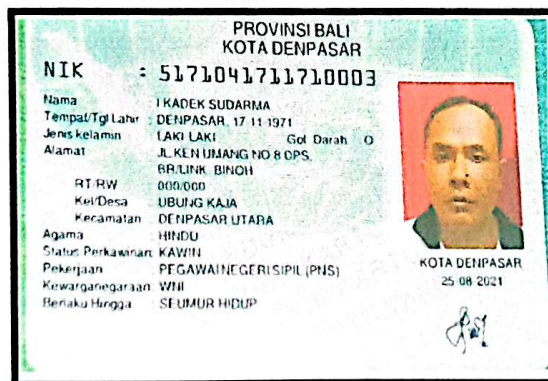 PROVINSI BALI
KOTA DENPASAR
NIK : 5171041711710003
Nama : I KADEK SUDARMA
Tempat/Tgl Lahir : DENPASAR, 17-11-1971
Jenis kelamin : LAKI LAKI Gol Darah O
Alamat JL.KEN UMANG NO 8 DPS.
BR/LINK BINOH
RT/RW 000/000
Kel/Desa : UBUNG KAJA
Kecamatan : DENPASAR UTARA
Agama : HINDU
Status Perkawinan: KAWIN
Pekerjaan : PEGAWAI NEGERI SIPIL (PNS)
Kewarganegaraan: WNI
Berlaku Hingga : SEUMUR HIDUP
KOTA DENPASAR
25-08-2021